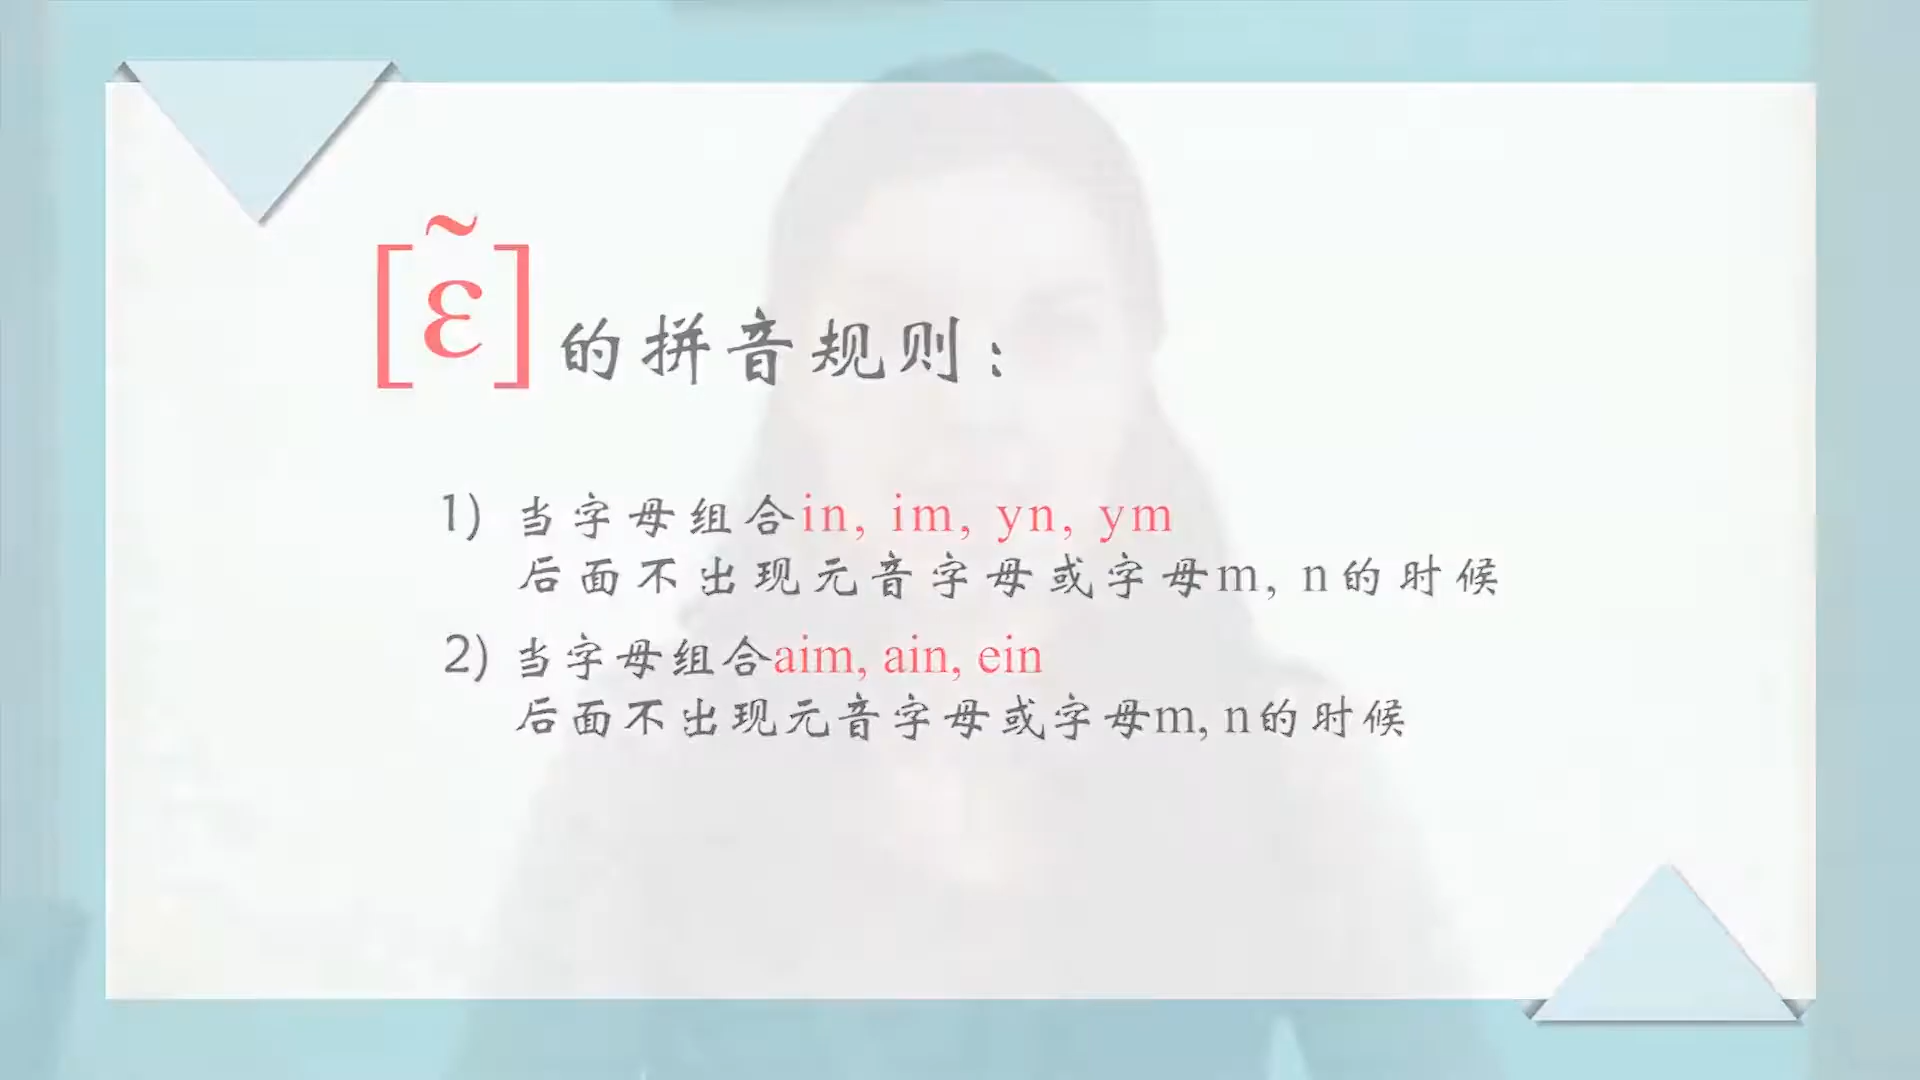 [ɛ̃]的拼音规则：
1) 当字母组合in, im, yn, ym
后面不出现元音字母或字母m, n的时候
2) 当字母组合aim, ain, ein
后面不出现元音字母或字母m, n的时候